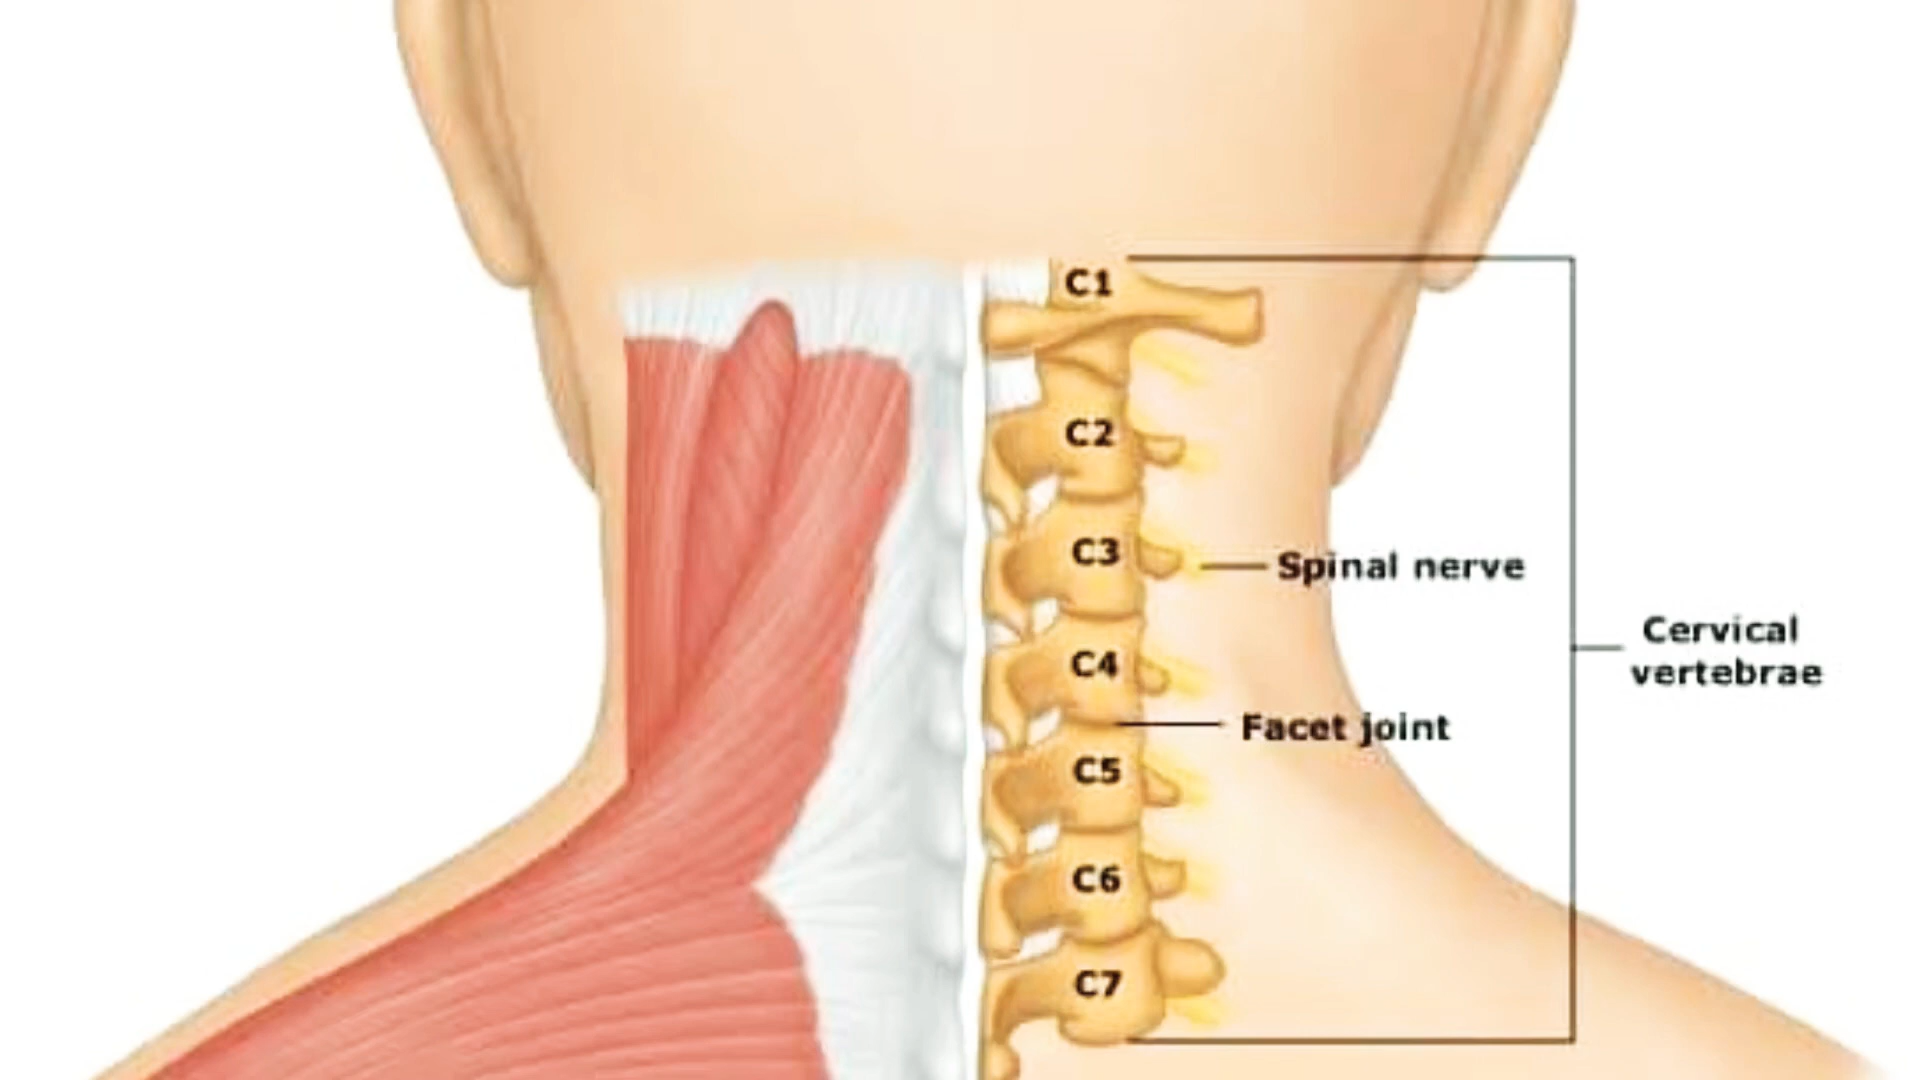 C1
C2
C3
Spinal nerve
Cervical
vertebrae
C4
Facet joint
C5
C6
C7